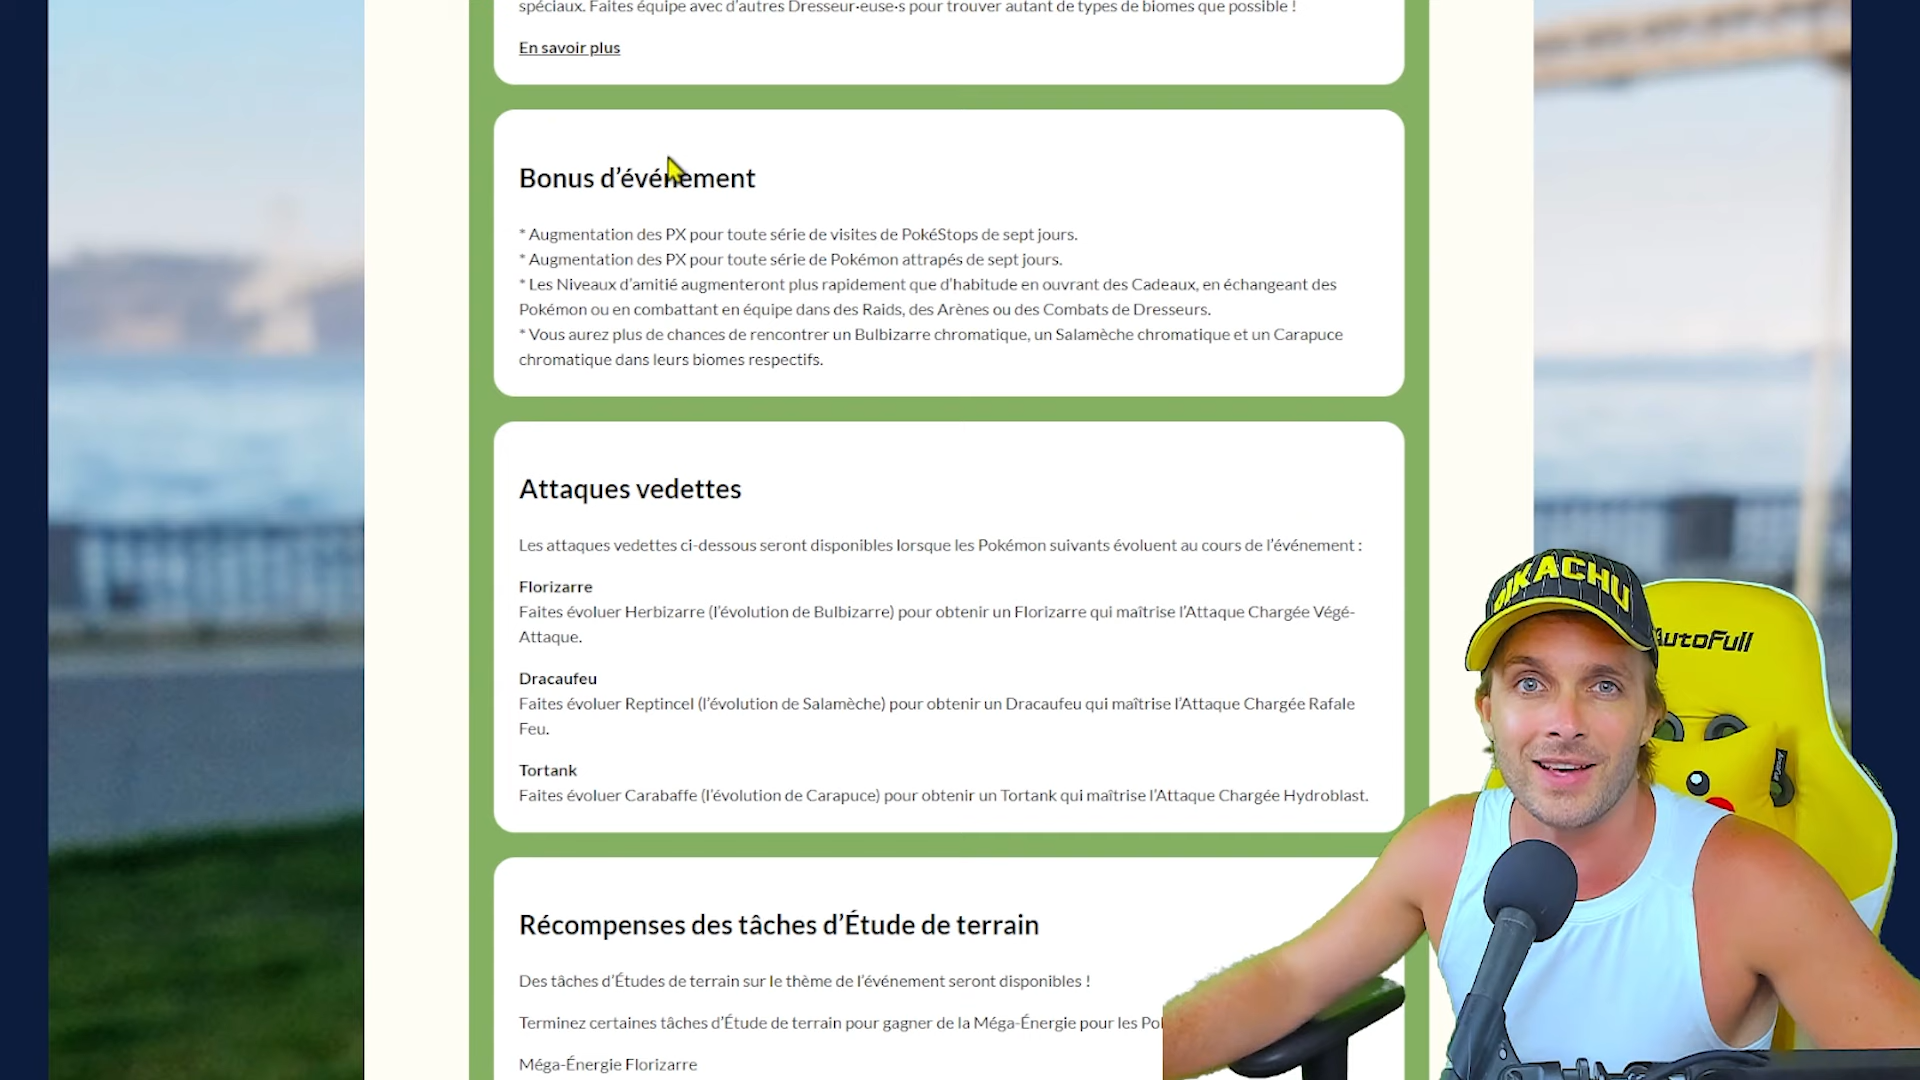 spéciaux. Faites équipe avec d'autres Dresseur·euse·s pour trouver autant de types de biomes que possible !
En savoir plus
Bonus d'événement
* Augmentation des PX pour toute série de visites de PokéStops de sept jours.
* Augmentation des PX pour toute série de Pokémon attrapés de sept jours.
* Les Niveaux d'amitié augmenteront plus rapidement que d'habitude en ouvrant des Cadeaux, en échangeant des
Pokémon ou en combattant en équipe dans des Raids, des Arènes ou des Combats de Dresseurs.
* Vous aurez plus de chances de rencontrer un Bulbizarre chromatique, un Salamèche chromatique et un Carapuce
chromatique dans leurs biomes respectifs.
Attaques vedettes
Les attaques vedettes ci-dessous seront disponibles lorsque les Pokémon suivants évoluent au cours de l'événement :
Florizarre
Faites évoluer Herbizarre (l'évolution de Bulbizarre) pour obtenir un Florizarre qui maîtrise l'Attaque Chargée Végé-
Attaque.
Dracaufeu
Faites évoluer Reptincel (l'évolution de Salamèche) pour obtenir un Dracaufeu qui maîtrise l'Attaque Chargée Rafale
Feu.
Tortank
Faites évoluer Carabaffe (l'évolution de Carapuce) pour obtenir un Tortank qui maîtrise l'Attaque Chargée Hydroblast.
Récompenses des tâches d'Étude de terrain
Des tâches d'Études de terrain sur le thème de l'événement seront disponibles !
Terminez certaines tâches d'Étude de terrain pour gagner de la Méga-Énergie pour les
Méga-Énergie Florizarre
PIKACHU
AutoFull